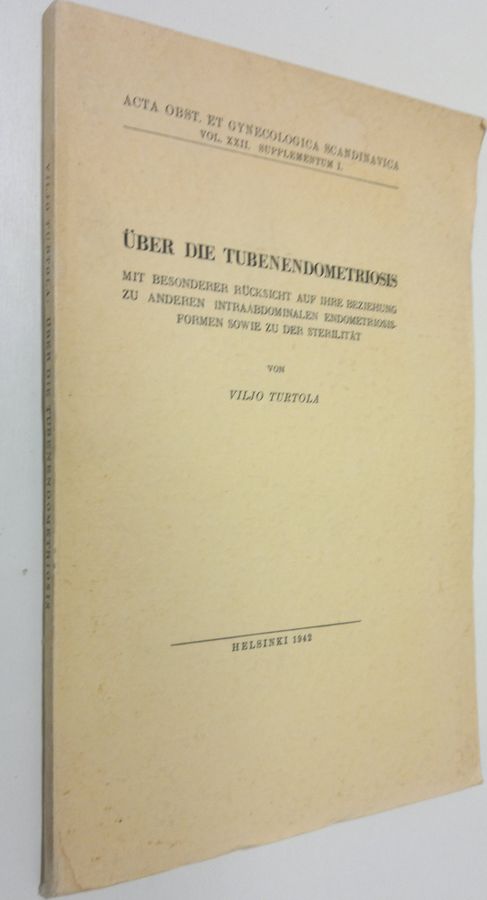 ACTA OBST. ET GYNECOLOGICA SCANDINAVICA
VOL. XXII. SUPPLEMENTUM I.
ÜBER DIE TUBENENDOMETRIOSIS
MIT BESONDERER RÜCKSICHT AUF IHRE BEZIEHUNG
ZU ANDEREN INTRAABDOMINALEN ENDOMETRIOSIS-
FORMEN SOWIE ZU DER STERILITÄT
VON
VILJO TURTOLA
HELSINKI 1942
VILJO TURTOLA: ÜBER DIE TUBENENDOMETRIOSIS